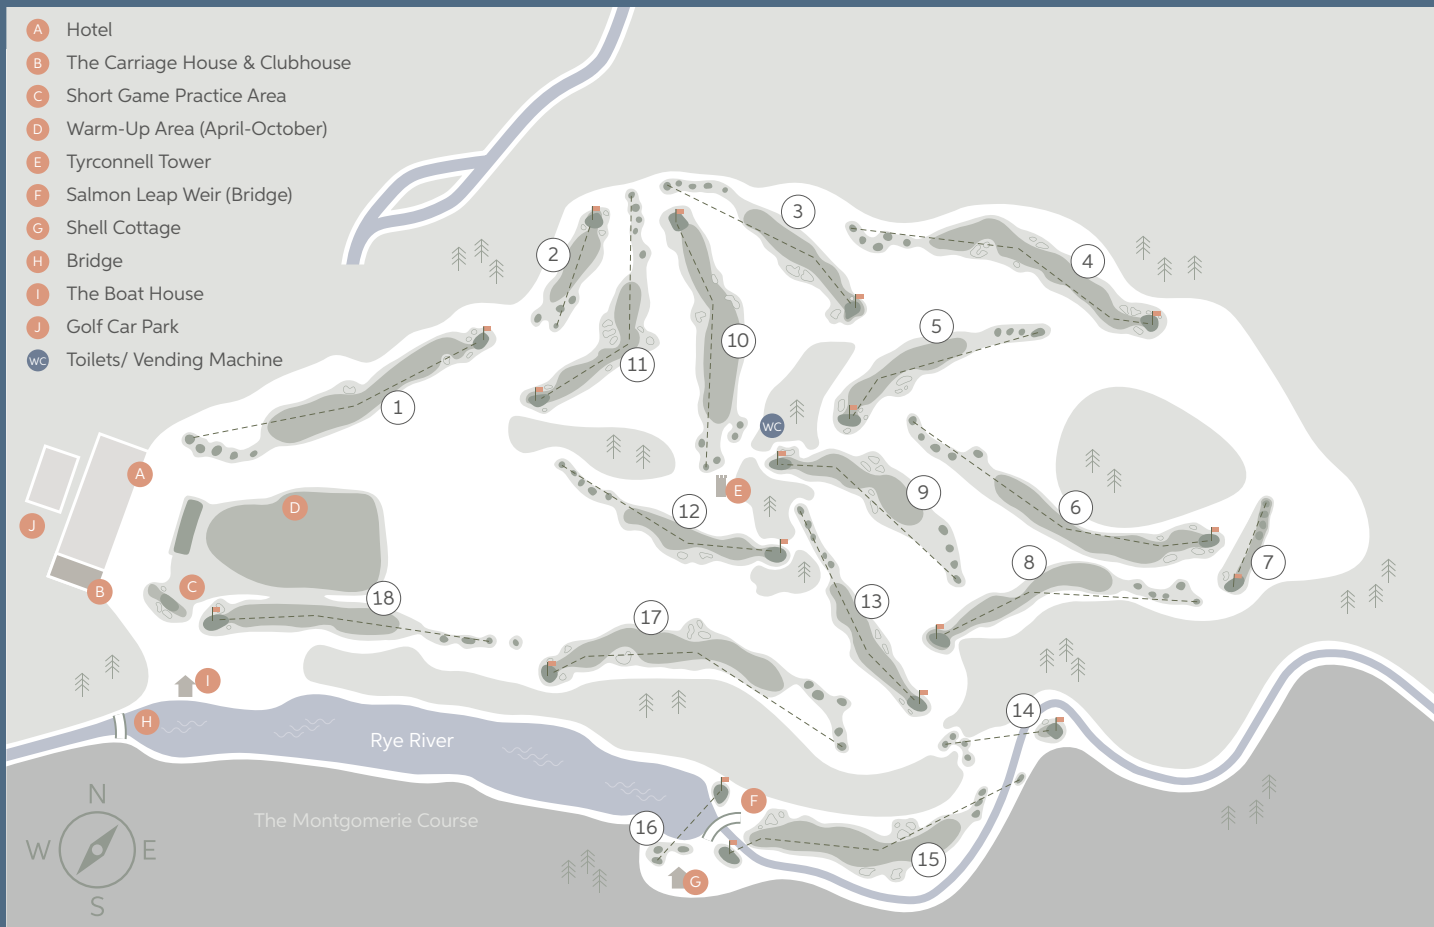 A Hotel
B The Carriage House & Clubhouse
C Short Game Practice Area
D Warm-Up Area (April-October)
E Tyrconnell Tower
F Salmon Leap Weir (Bridge)
G Shell Cottage
H Bridge
I The Boat House
J Golf Car Park
WC Toilets/ Vending Machine
3
2
4
5
10
11
1
WC
A
E
9
D
6
12
J
8
7
C
B
18
13
17
I
14
H
Rye River
N
F
The Montgomerie Course
16
W
E
15
G
S